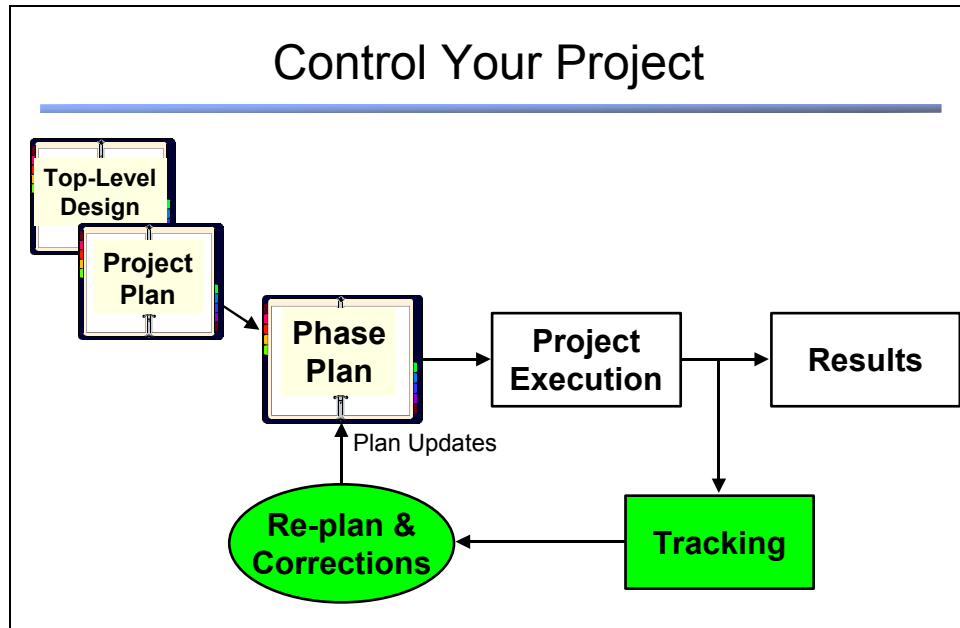 Control Your Project
Top-Level
Design
Project
Plan
Phase
Plan
Project
Execution
Results
Plan Updates
Re-plan &
Corrections
Tracking